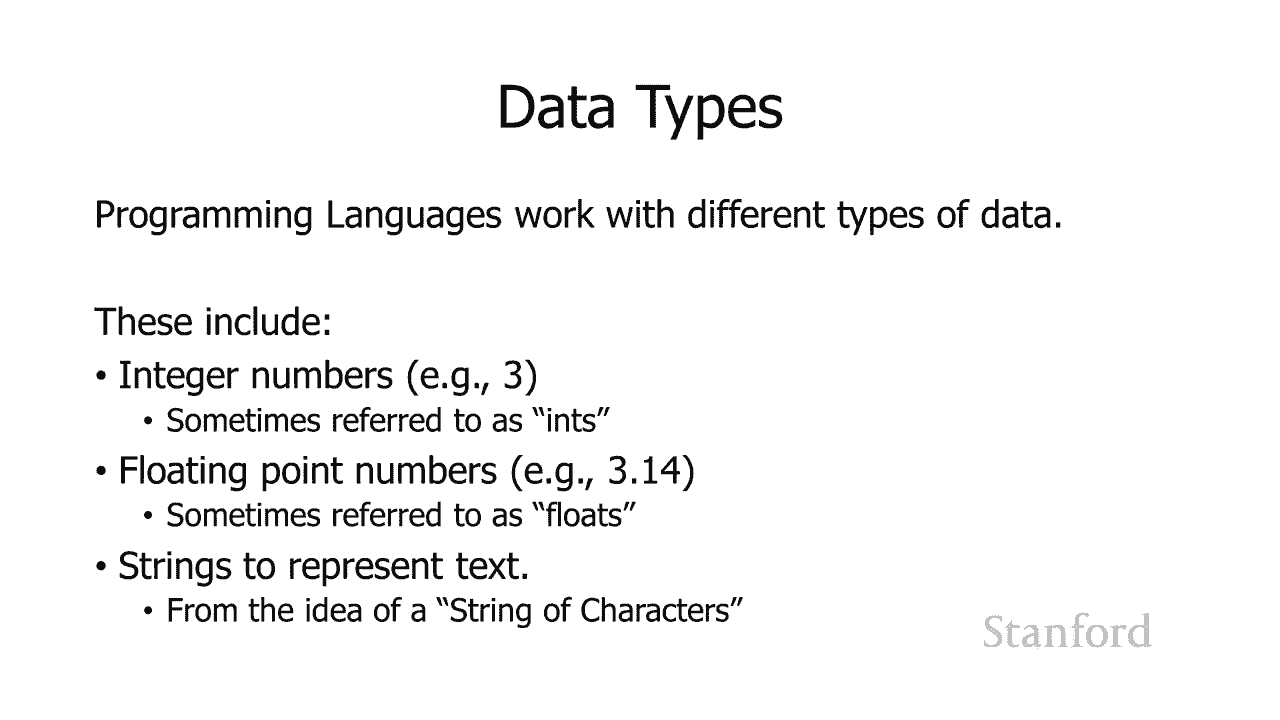 Data Types
Programming Languages work with different types of data.
These include:
• Integer numbers (e.g., 3)
• Sometimes referred to as “ints”
• Floating point numbers (e.g., 3.14)
• Sometimes referred to as “floats”
• Strings to represent text.
• From the idea of a “String of Characters”
Stanford